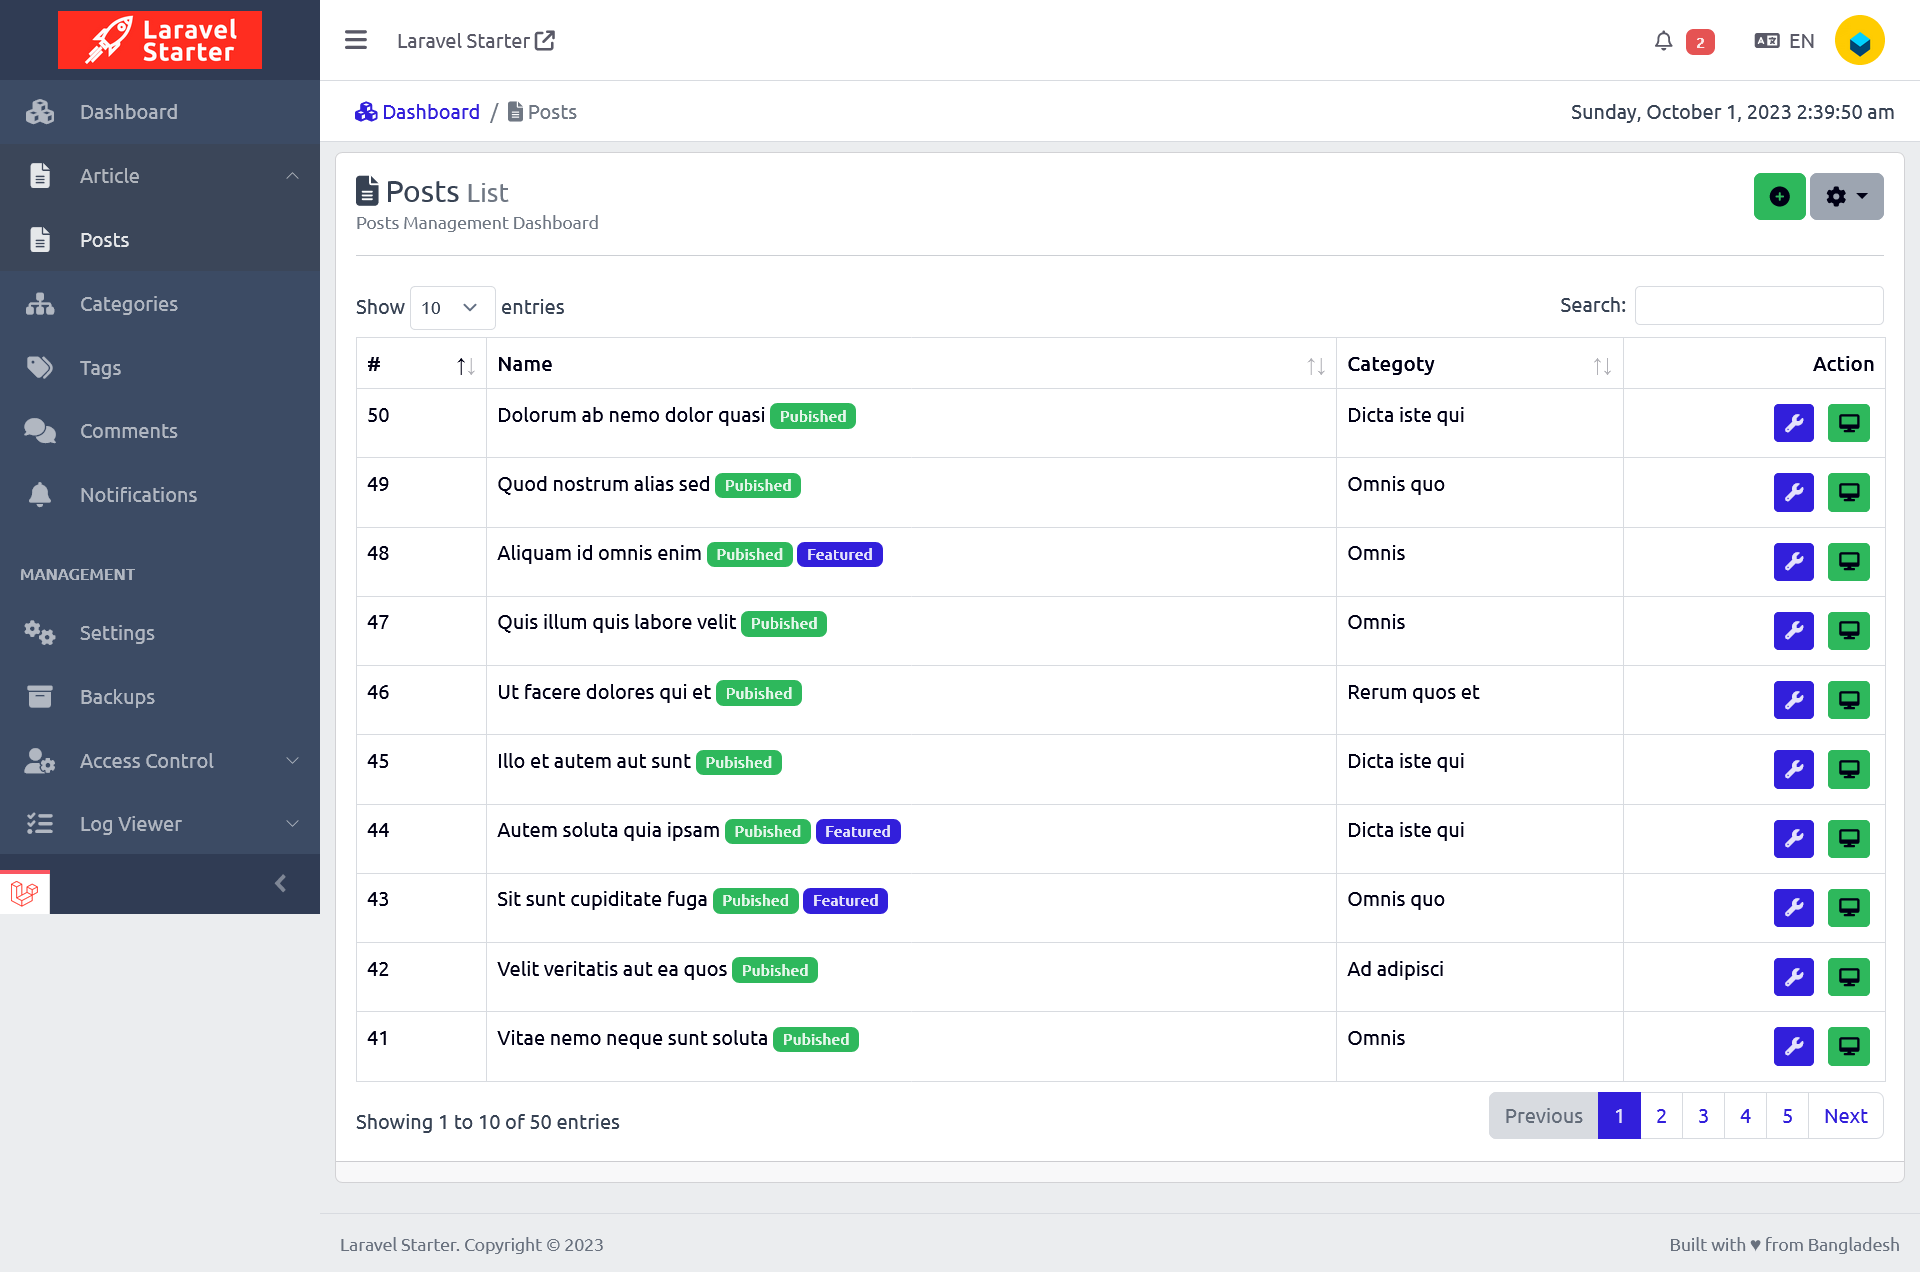 Laravel
Starter
Laravel Starter
2
EN
Dashboard
Article
Posts
Categories
Tags
Comments
Notifications
MANAGEMENT
Settings
Backups
Access Control
Log Viewer
Dashboard / Posts
Sunday, October 1, 2023 2:39:50 am
Posts List
Posts Management Dashboard
Show 10 entries
Search:
# Name Categoty Action
50 Dolorum ab nemo dolor quasi Pubished Dicta iste qui
49 Quod nostrum alias sed Pubished Omnis quo
48 Aliquam id omnis enim Pubished Featured Omnis
47 Quis illum quis labore velit Pubished Omnis
46 Ut facere dolores qui et Pubished Rerum quos et
45 Illo et autem aut sunt Pubished Dicta iste qui
44 Autem soluta quia ipsam Pubished Featured Dicta iste qui
43 Sit sunt cupiditate fuga Pubished Featured Omnis quo
42 Velit veritatis aut ea quos Pubished Ad adipisci
41 Vitae nemo neque sunt soluta Pubished Omnis
Showing 1 to 10 of 50 entries
Previous 1 2 3 4 5 Next
Laravel Starter. Copyright © 2023
Built with ♥ from Bangladesh